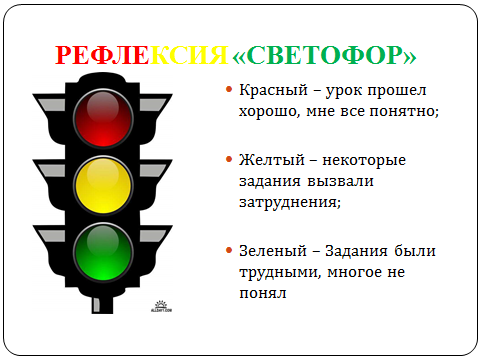 РЕФЛЕКСИЯ «СВЕТОФОР»
• Красный – урок прошел
хорошо, мне все понятно;
• Желтый – некоторые
задания вызвали
затруднения;
• Зеленый – Задания были
трудными, многое не
понял